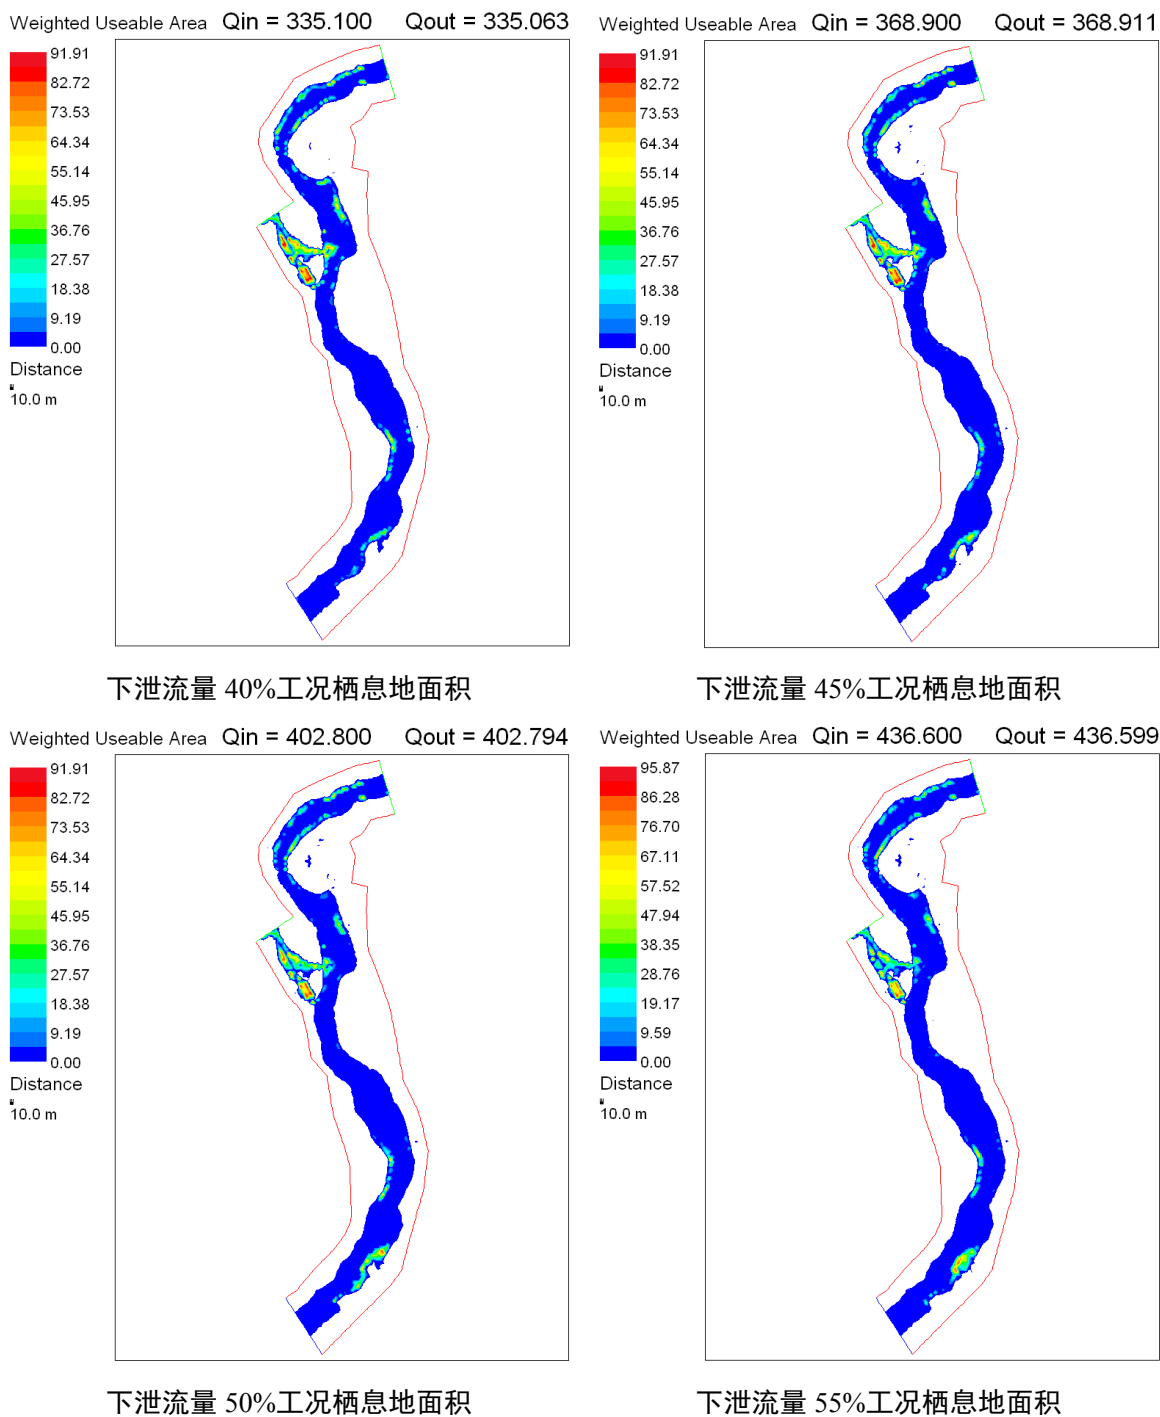 Weighted Useable Area Qin = 335.100 Qout = 335.063
91.91
82.72
73.53
64.34
55.14
45.95
36.76
27.57
18.38
9.19
0.00
Distance
10.0 m
下泄流量 40%工况栖息地面积
Weighted Useable Area Qin = 368.900 Qout = 368.911
91.91
82.72
73.53
64.34
55.14
45.95
36.76
27.57
18.38
9.19
0.00
Distance
10.0 m
下泄流量 45%工况栖息地面积
Weighted Useable Area Qin = 402.800 Qout = 402.794
91.91
82.72
73.53
64.34
55.14
45.95
36.76
27.57
18.38
9.19
0.00
Distance
10.0 m
下泄流量 50%工况栖息地面积
Weighted Useable Area Qin = 436.600 Qout = 436.599
95.87
86.28
76.70
67.11
57.52
47.94
38.35
28.76
19.17
9.59
0.00
Distance
10.0 m
下泄流量 55%工况栖息地面积